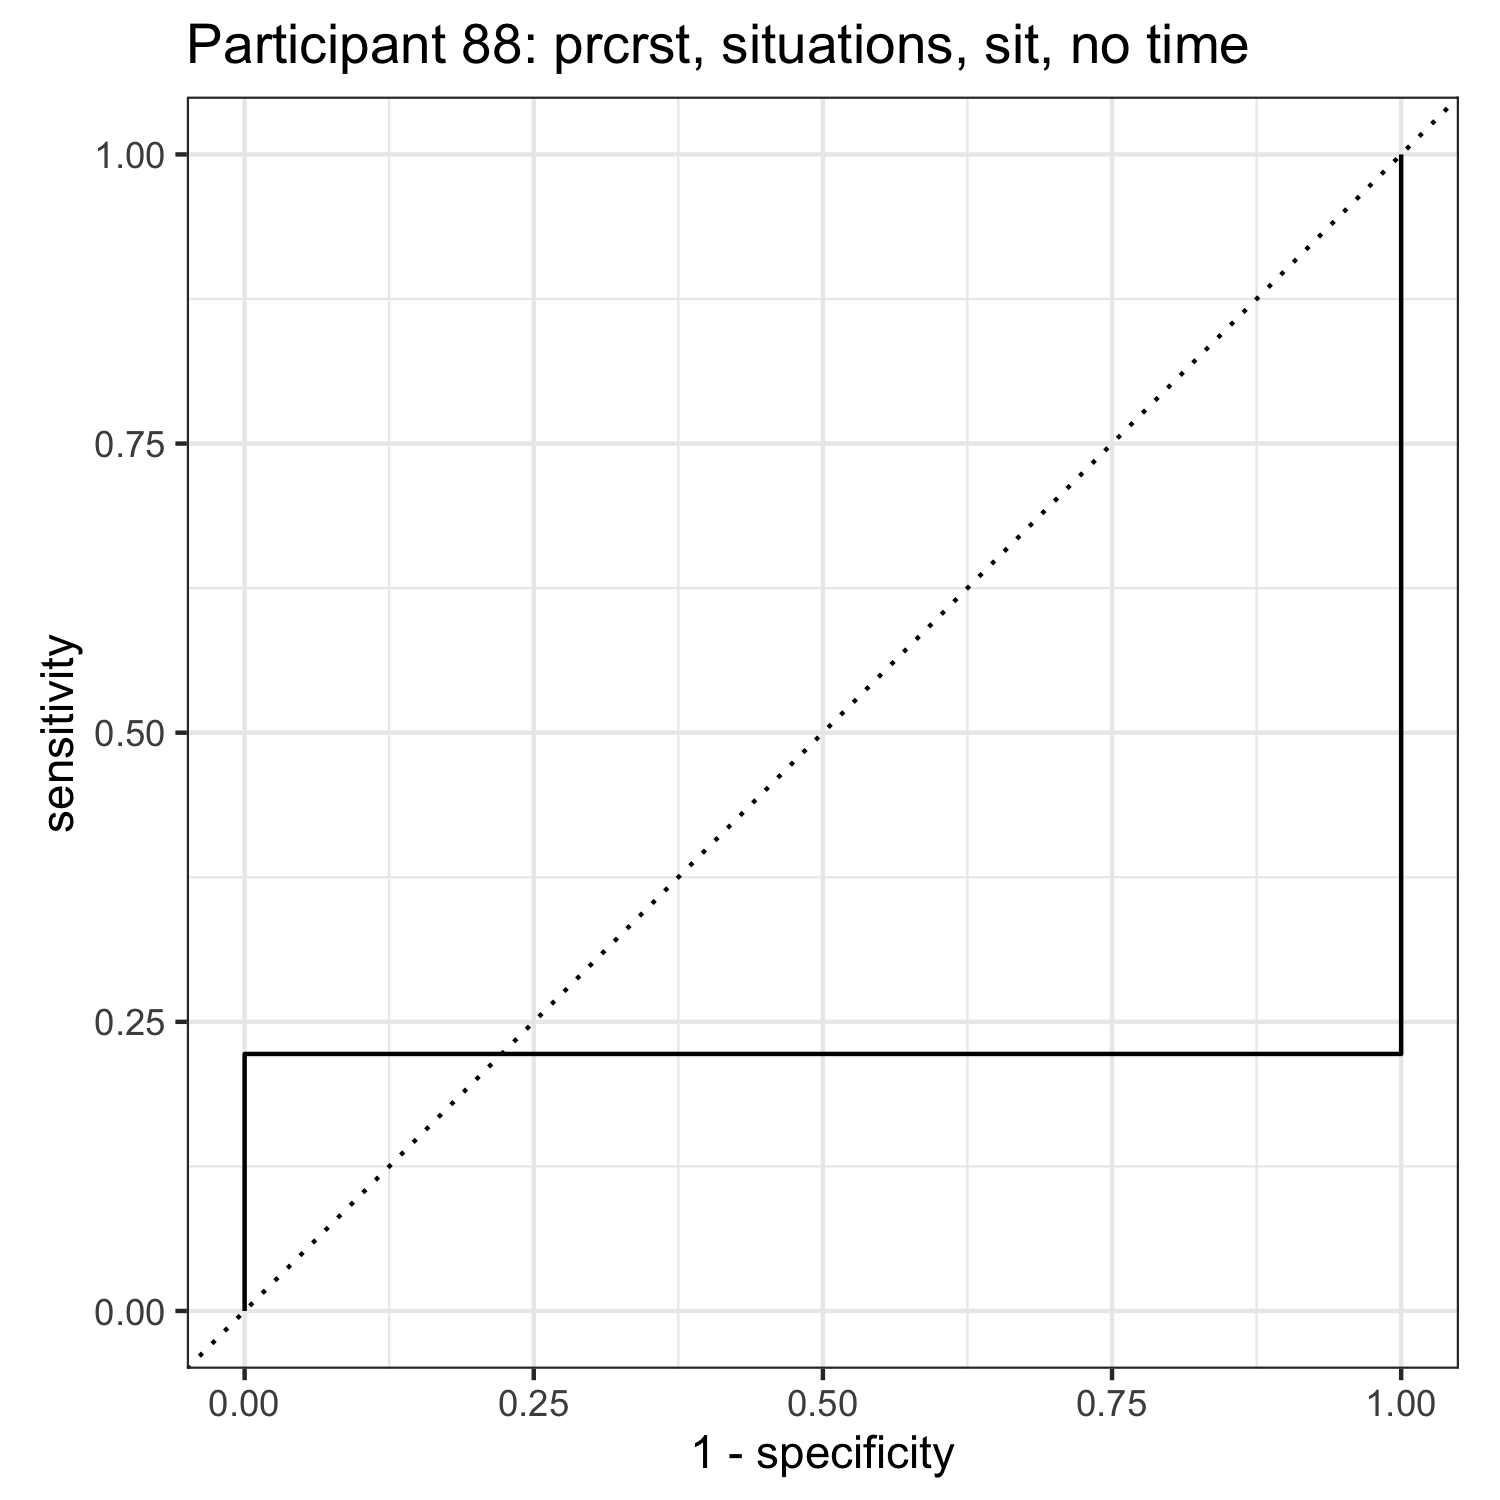 Participant 88: prcrst, situations, sit, no time
1.00
0.75
0.50
0.25
0.00
sensitivity
0.00 0.25 0.50 0.75 1.00
1 - specificity